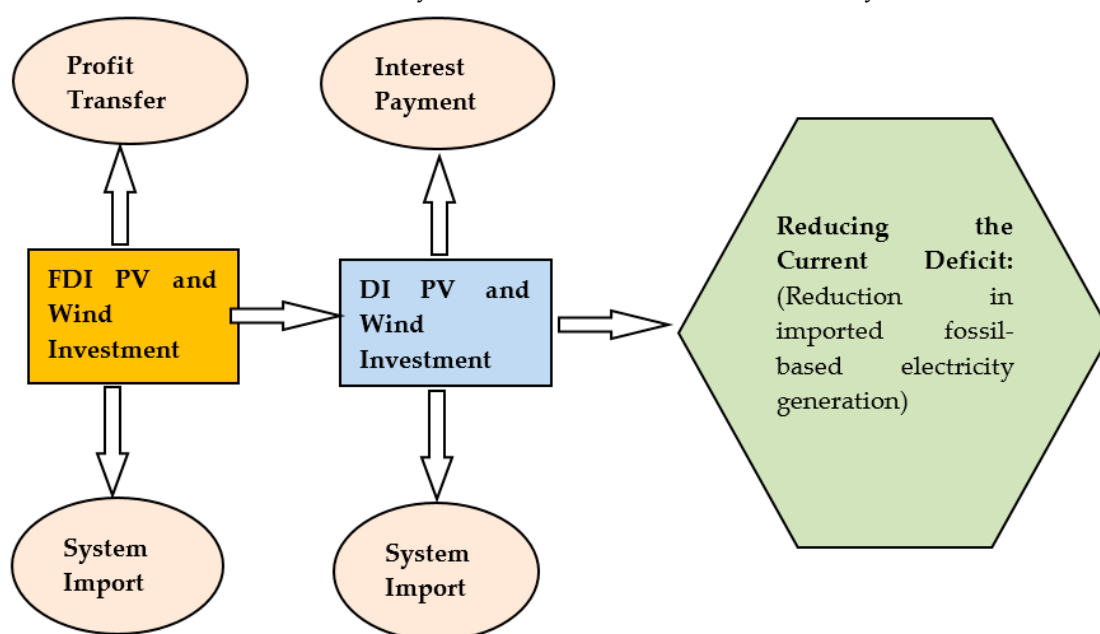 Profit
Transfer
Interest
Payment
FDI PV and
Wind
Investment
DI PV and
Wind
Investment
Reducing the
Current Deficit:
(Reduction in
imported fossil-
based electricity
generation)
System
Import
System
Import